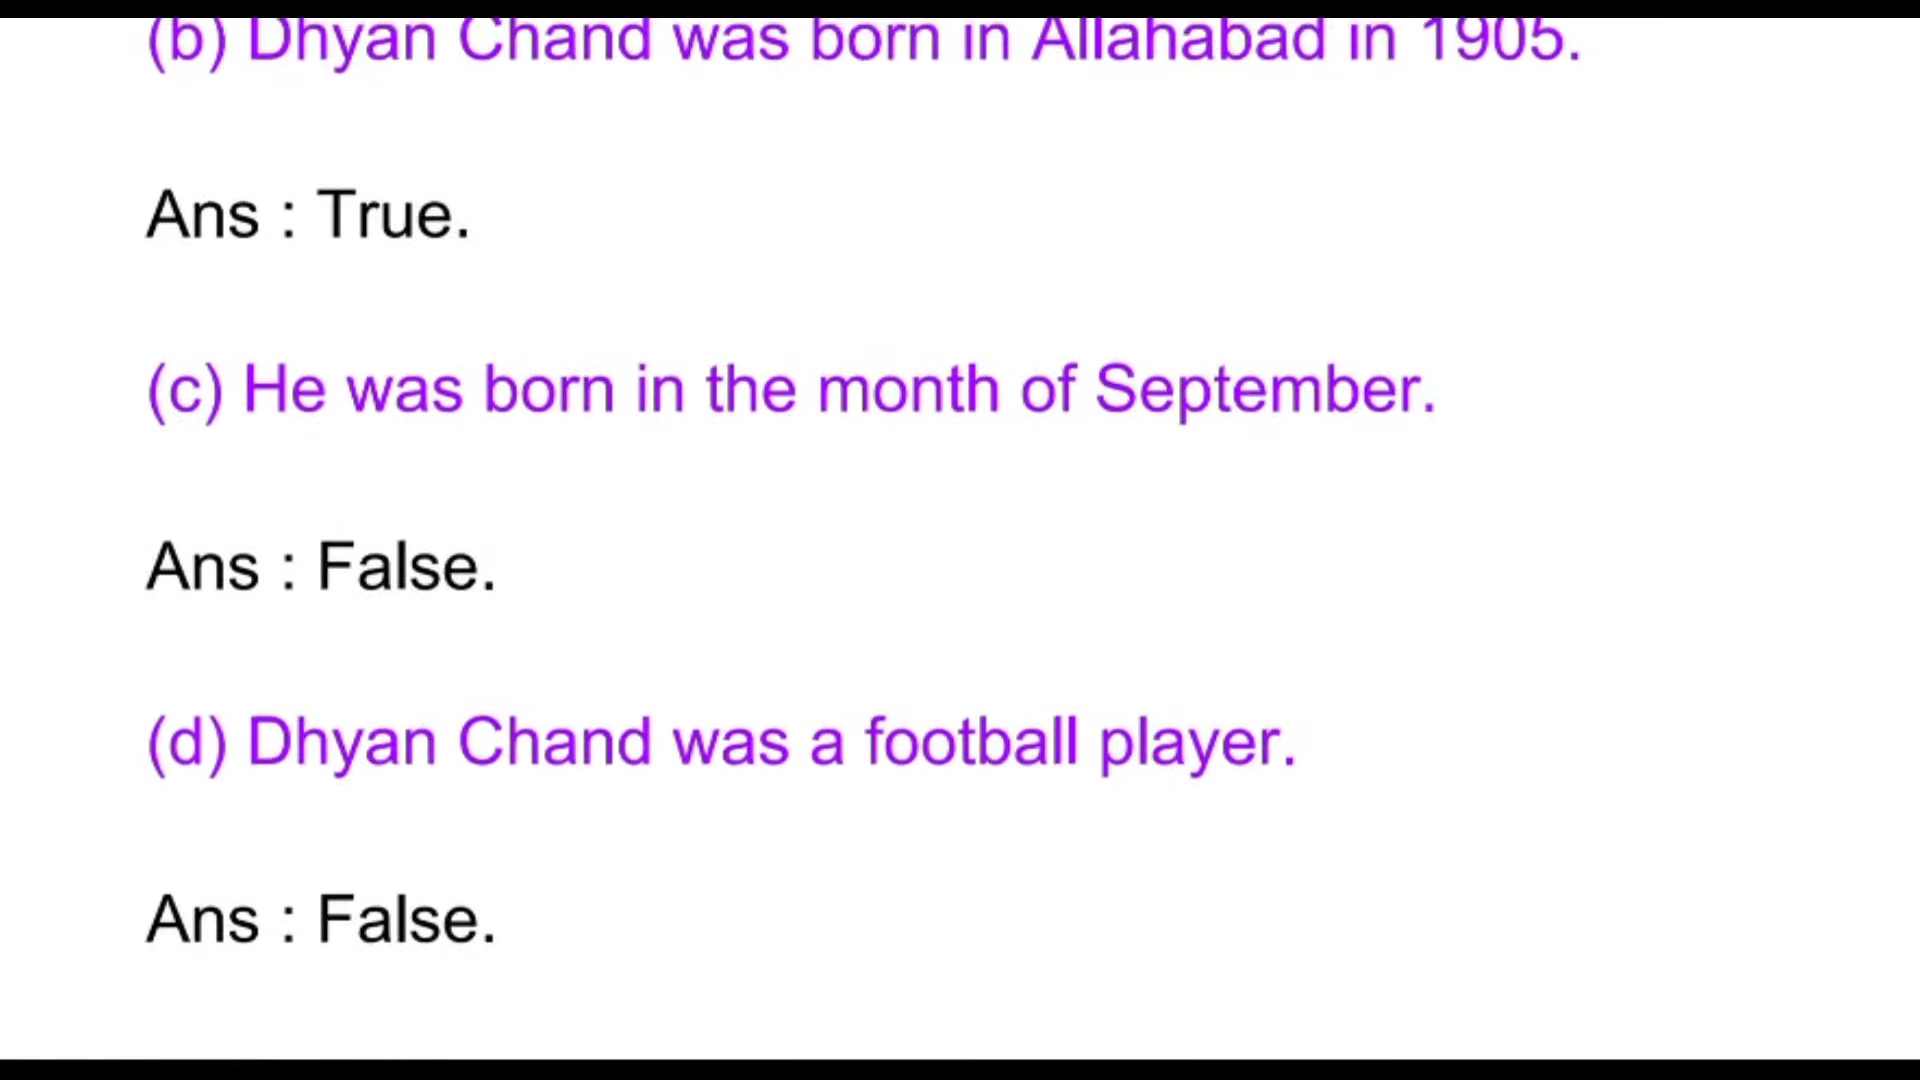 (b) Dhyan Chand was born in Allahabad in 1905.
Ans : True.
(c) He was born in the month of September.
Ans : False.
(d) Dhyan Chand was a football player.
Ans : False.